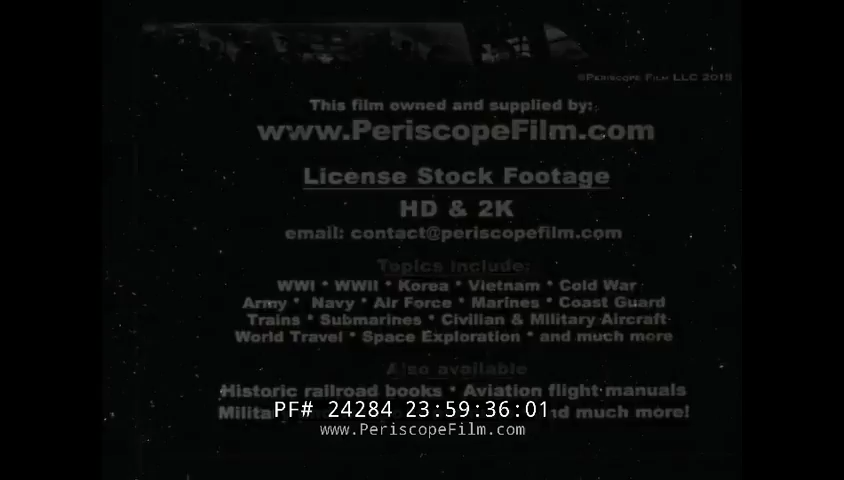 ©Periscope Film LLC 2015
This film owned and supplied by:
www.PeriscopeFilm.com
License Stock Footage
HD & 2K
email: contact@periscopefilm.com
Topics include:
WWI * WWII * Korea * Vietnam * Cold War
Army * Navy * Air Force * Marines * Coast Guard
Trains * Submarines * Civilian & Military Aircraft
World Travel * Space Exploration * and much more
Also available
Historic railroad books * Aviation flight manuals
and much more!
PF# 24284 23:59:36:01
www.PeriscopeFilm.com